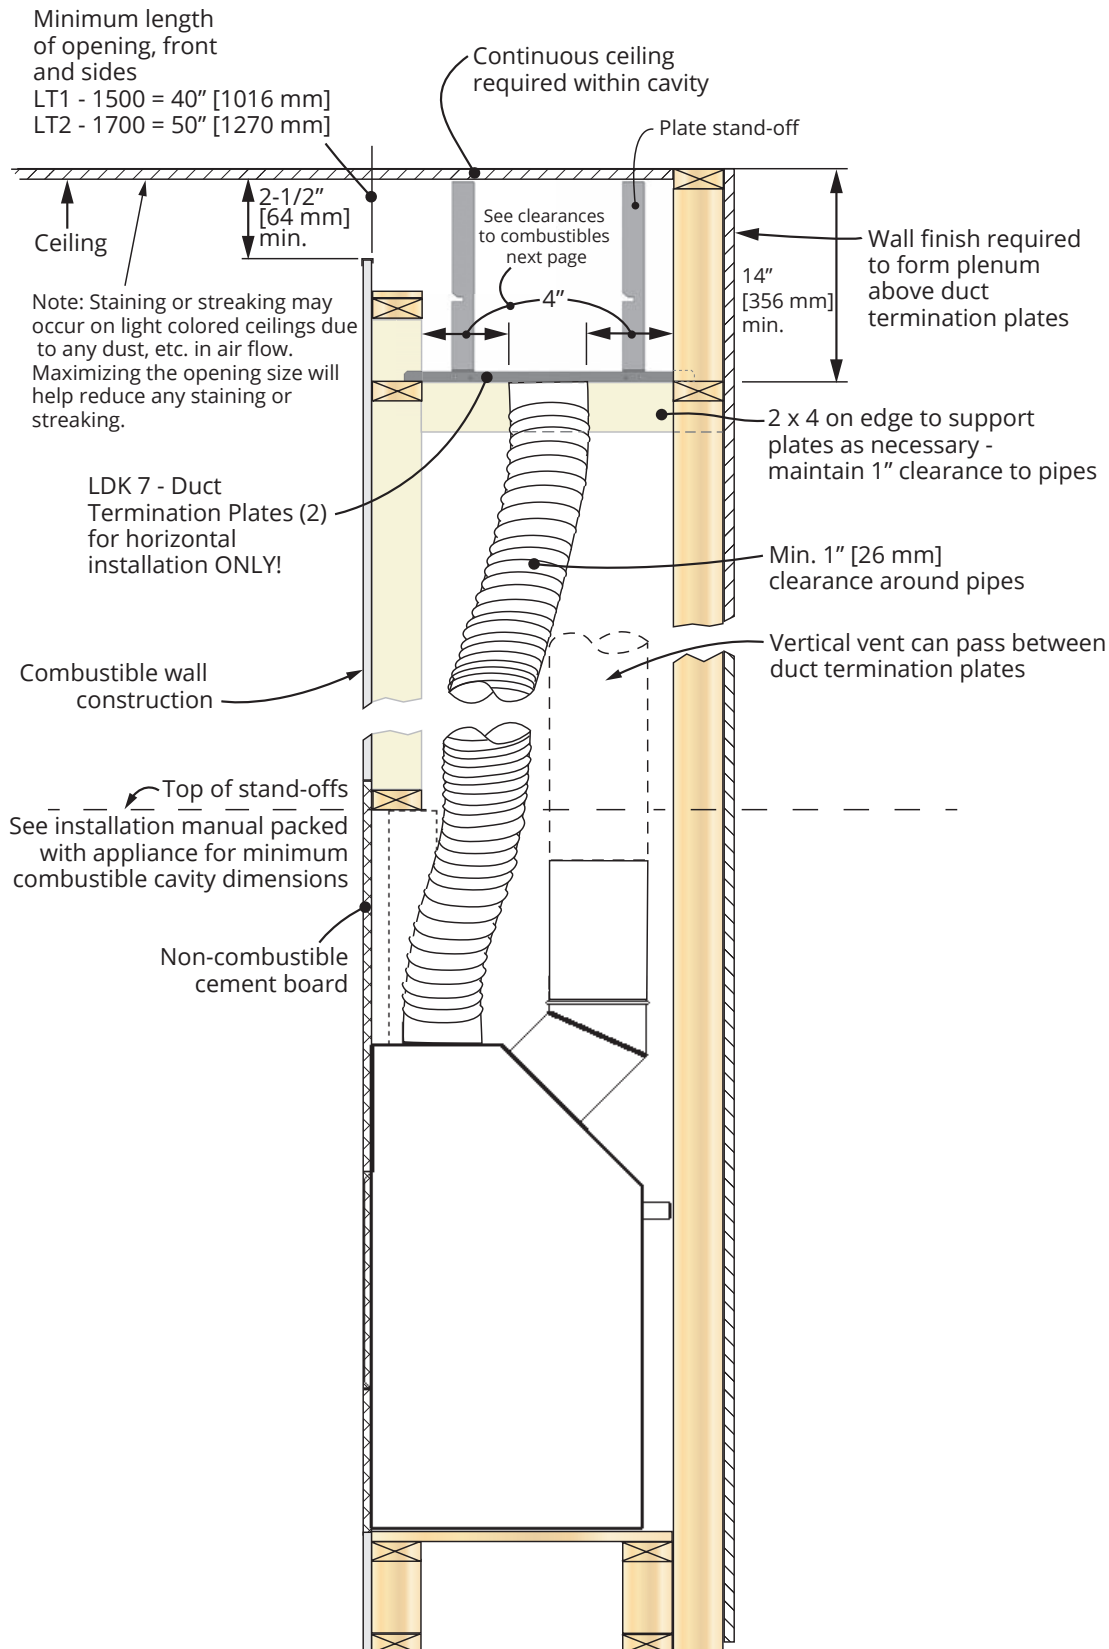 Minimum length
of opening, front
and sides
LT1 - 1500 = 40” [1016 mm]
LT2 - 1700 = 50” [1270 mm]
Continuous ceiling
required within cavity
Plate stand-off
2-1/2”
[64 mm]
min.
Ceiling
See clearances
to combustibles
next page
4”
Wall finish required
to form plenum
above duct
termination plates
14”
[356 mm]
min.
Note: Staining or streaking may
occur on light colored ceilings due
to any dust, etc. in air flow.
Maximizing the opening size will
help reduce any staining or
streaking.
2 x 4 on edge to support
plates as necessary -
maintain 1” clearance to pipes
LDK 7 - Duct
Termination Plates (2)
for horizontal
installation ONLY!
Min. 1” [26 mm]
clearance around pipes
Vertical vent can pass between
duct termination plates
Combustible wall
construction
Top of stand-offs
See installation manual packed
with appliance for minimum
combustible cavity dimensions
Non-combustible
cement board